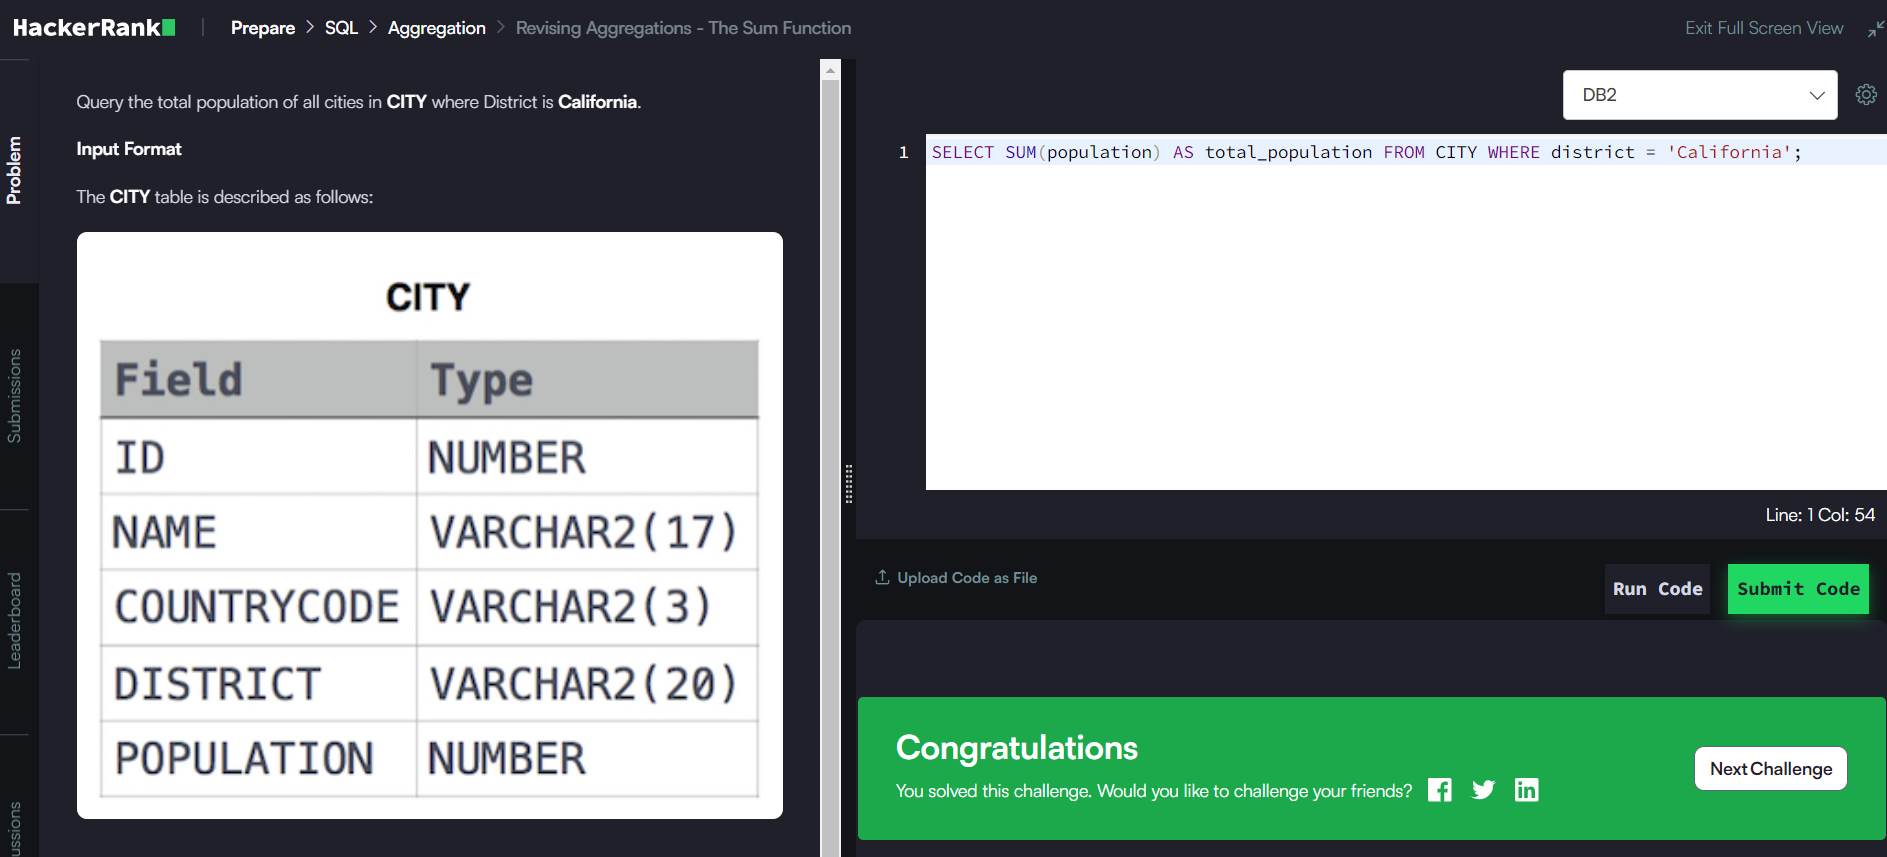 HackerRank
Prepare > SQL > Aggregation > Revising Aggregations - The Sum Function
Exit Full Screen View
Problem
Submissions
Leaderboard
Query the total population of all cities in CITY where District is California.
Input Format
The CITY table is described as follows:
CITY
Field Type
ID NUMBER
NAME VARCHAR2(17)
COUNTRYCODE VARCHAR2(3)
DISTRICT VARCHAR2(20)
POPULATION NUMBER
DB2
1 SELECT SUM(population) AS total_population FROM CITY WHERE district = 'California';
Line: 1 Col: 54
Upload Code as File
Run Code
Submit Code
Congratulations
You solved this challenge. Would you like to challenge your friends?
Next Challenge